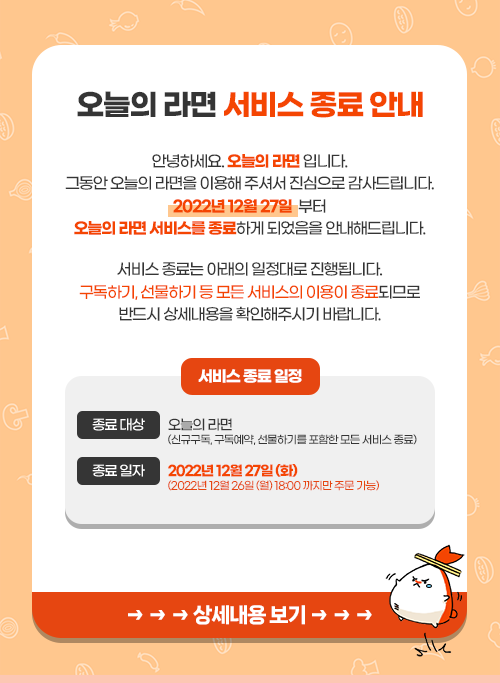 오늘의 라면 서비스 종료 안내
안녕하세요. 오늘의 라면 입니다.
그동안 오늘의 라면을 이용해 주셔서 진심으로 감사드립니다.
2022년 12월 27일 부터
오늘의 라면 서비스를 종료하게 되었음을 안내해드립니다.
서비스 종료는 아래의 일정대로 진행됩니다.
구독하기, 선물하기 등 모든 서비스의 이용이 종료되므로
반드시 상세내용을 확인해주시기 바랍니다.
서비스 종료 일정
종료 대상 오늘의 라면
(신규구독, 구독예약, 선물하기를 포함한 모든 서비스 종료)
종료 일자 2022년 12월 27일 (화)
(2022년 12월 26일 (월) 18:00 까지만 주문 가능)
→ → → 상세내용 보기 → → →